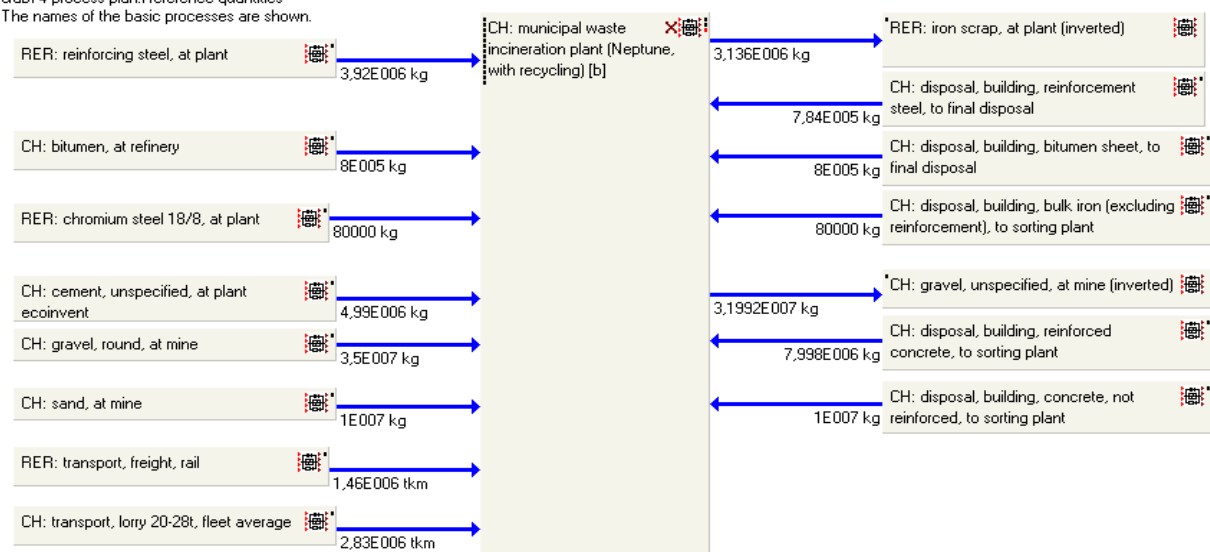 GaBi 4 process plan:Reference quantities
The names of the basic processes are shown.
RER: reinforcing steel, at plant
3,92E006 kg
CH: bitumen, at refinery
8E005 kg
RER: chromium steel 18/8, at plant
80000 kg
CH: cement, unspecified, at plant
ecoinvent
4,99E006 kg
CH: gravel, round, at mine
3,5E007 kg
CH: sand, at mine
1E007 kg
RER: transport, freight, rail
1,46E006 tkm
CH: transport, lorry 20-28t, fleet average
2,83E006 tkm
CH: municipal waste
incineration plant (Neptune,
with recycling) [b]
RER: iron scrap, at plant (inverted)
3,136E006 kg
CH: disposal, building, reinforcement
steel, to final disposal
7,84E005 kg
CH: disposal, building, bitumen sheet, to
final disposal
8E005 kg
CH: disposal, building, bulk iron (excluding
reinforcement), to sorting plant
80000 kg
CH: gravel, unspecified, at mine (inverted)
3,1992E007 kg
CH: disposal, building, reinforced
concrete, to sorting plant
7,998E006 kg
CH: disposal, building, concrete, not
reinforced, to sorting plant
1E007 kg